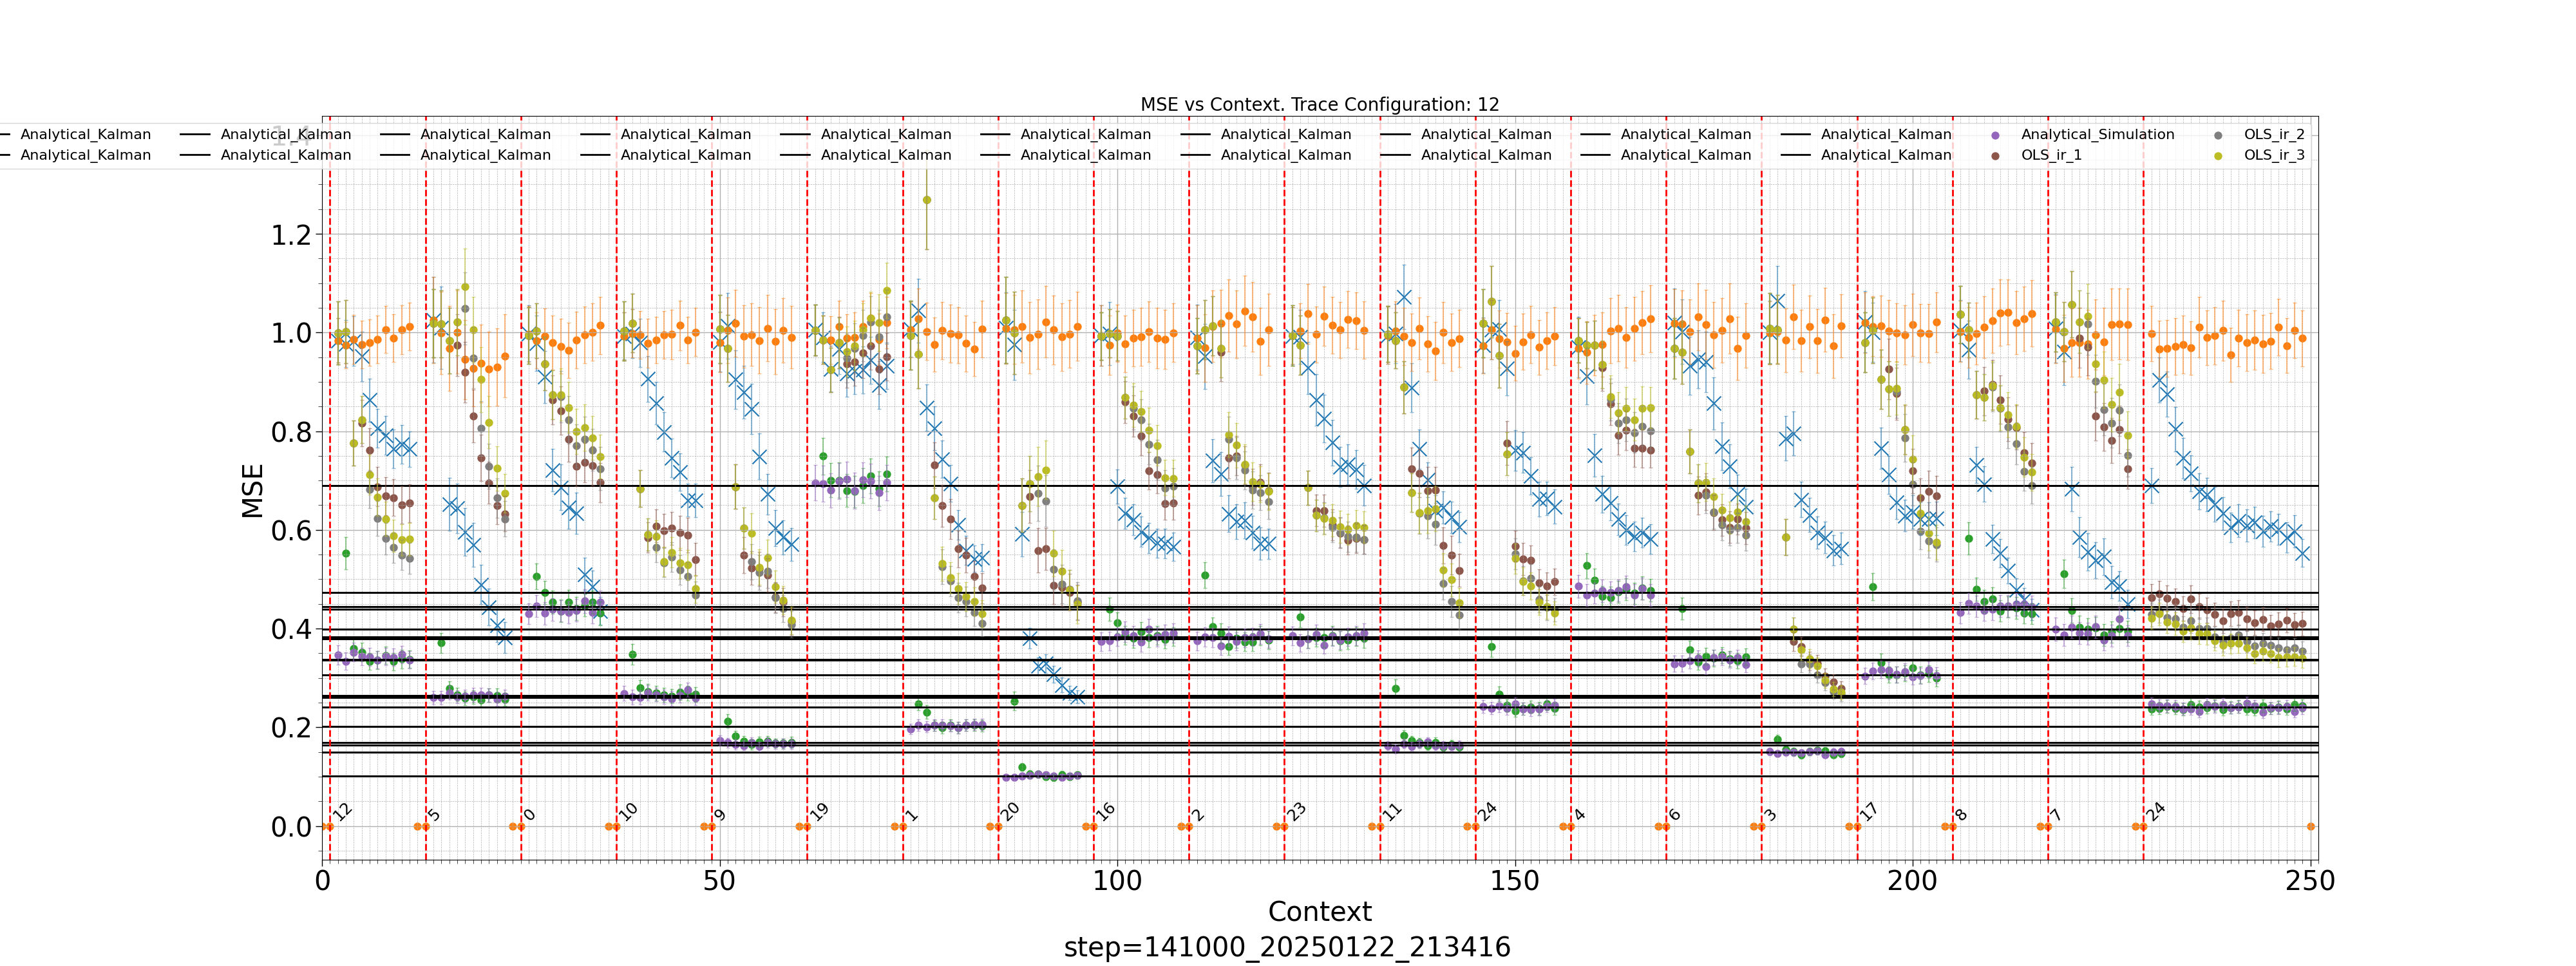 MSE vs Context. Trace Configuration: 12
Analytical_Kalman Analytical_Kalman Analytical_Kalman Analytical_Kalman Analytical_Kalman Analytical_Kalman Analytical_Kalman Analytical_Kalman Analytical_Kalman Analytical_Kalman Analytical_Simulation OLS_ir_2
Analytical_Kalman Analytical_Kalman Analytical_Kalman Analytical_Kalman Analytical_Kalman Analytical_Kalman Analytical_Kalman Analytical_Kalman Analytical_Kalman Analytical_Kalman OLS_ir_1 OLS_ir_3
1.4
1.2
1.0
0.8
0.6
0.4
0.2
0.0
MSE
12 5 0 10 9 19 1 20 16 2 23 11 24 4 6 3 17 8 7 24
0 50 100 150 200 250
Context
step=141000_20250122_213416